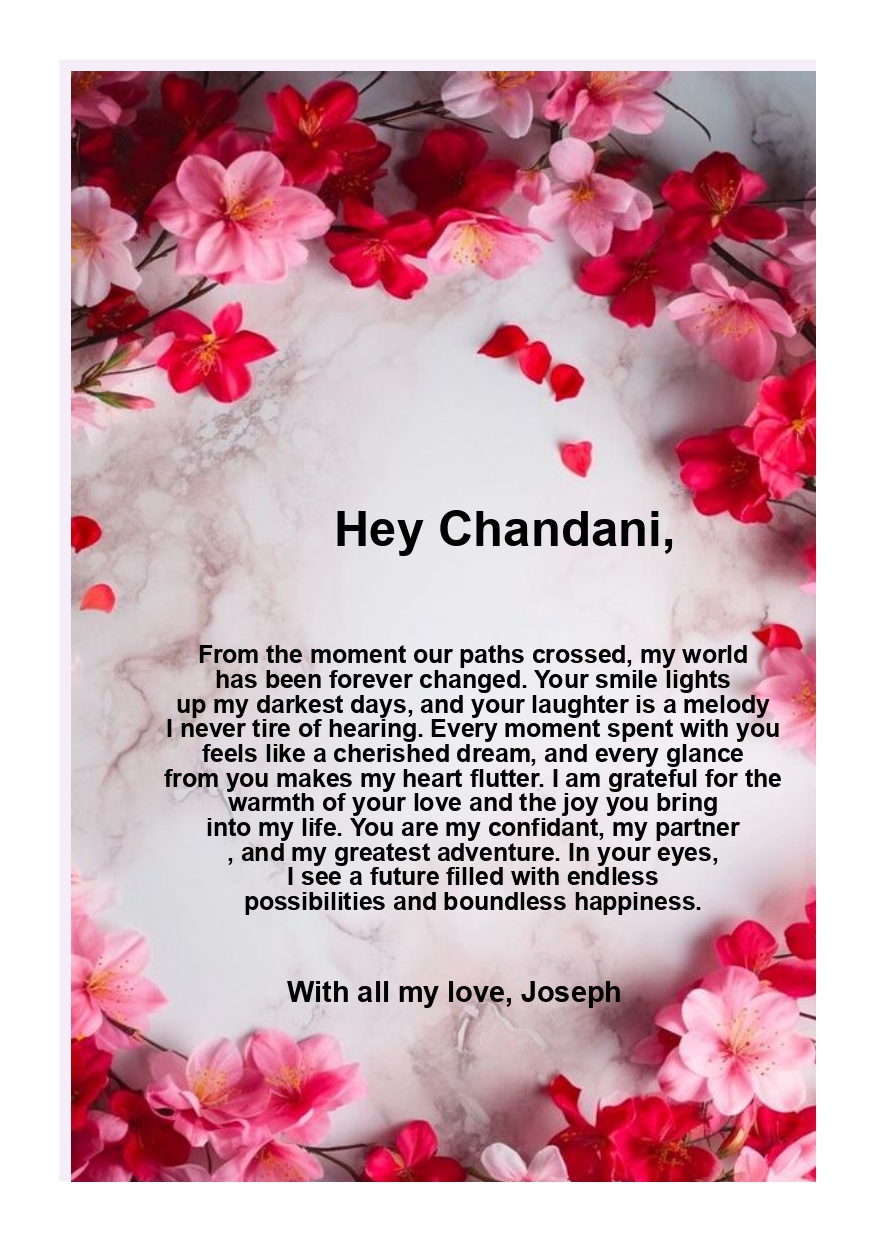 Hey Chandani,
From the moment our paths crossed, my world
has been forever changed. Your smile lights
up my darkest days, and your laughter is a melody
I never tire of hearing. Every moment spent with you
feels like a cherished dream, and every glance
from you makes my heart flutter. I am grateful for the
warmth of your love and the joy you bring
into my life. You are my confidant, my partner
, and my greatest adventure. In your eyes,
I see a future filled with endless
possibilities and boundless happiness.
With all my love, Joseph